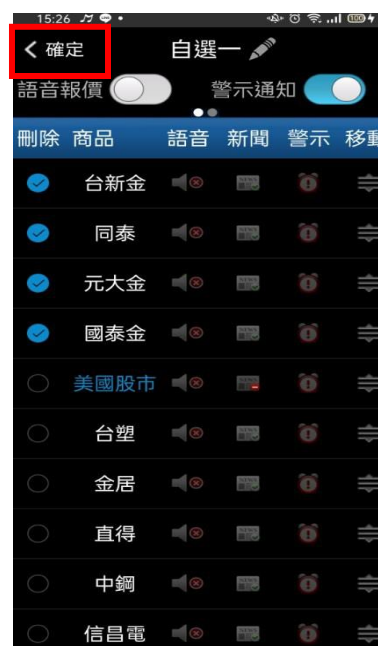 15:26
100
確定 自選一
語音報價 警示通知
刪除 商品 語音 新聞 警示 移動
台新金
同泰
元大金
國泰金
美國股市
台塑
金居
直得
中鋼
信昌電